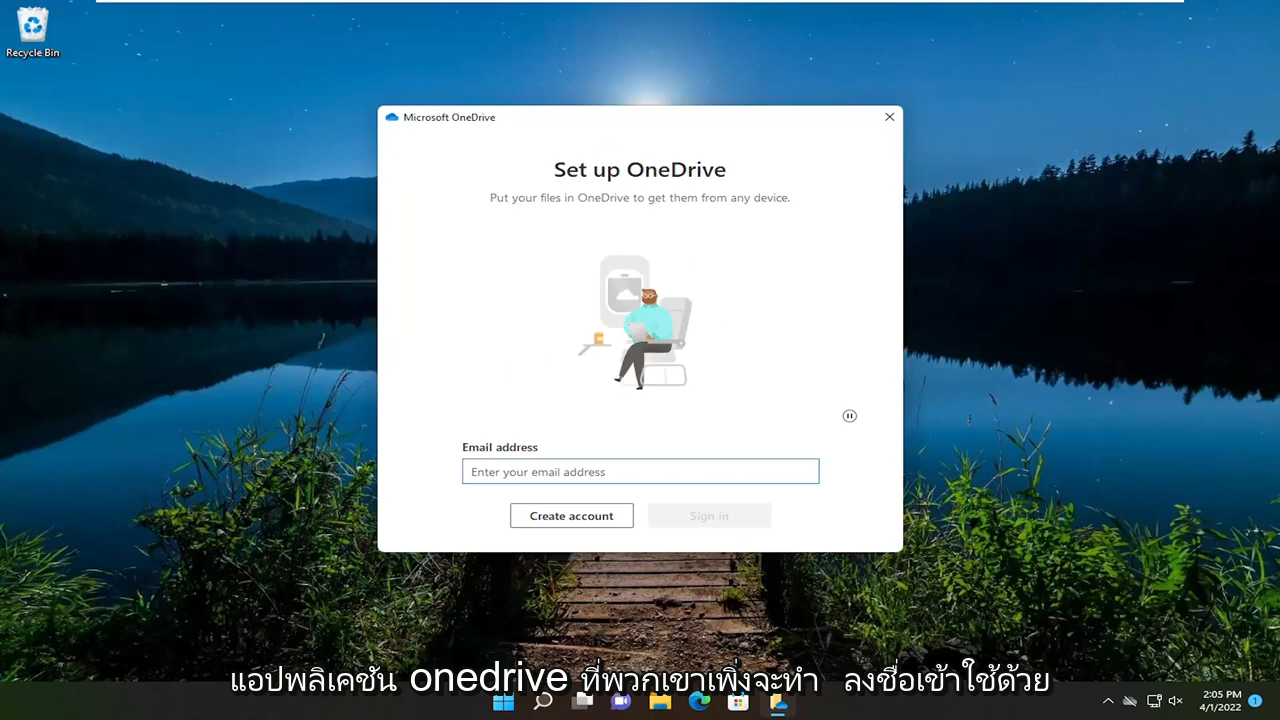 Recycle Bin
Microsoft OneDrive
Set up OneDrive
Put your files in OneDrive to get them from any device.
Email address
Enter your email address
Create account
Sign in
แอปพลิเคชัน onedrive ที่พวกเขาเพิ่งจะทำ ลงชื่อเข้าใช้ด้วย
2:05 PM
4/1/2022
1